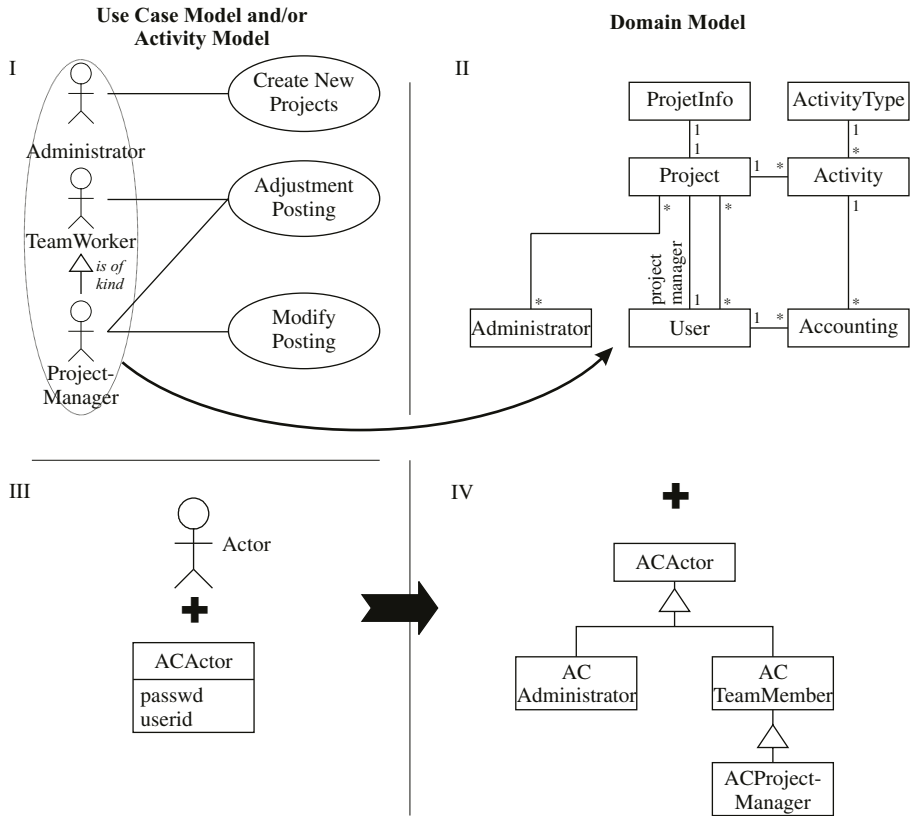 Use Case Model and/or
Activity Model
Domain Model
I
Create New
Projects
Administrator
Adjustment
Posting
TeamWorker
is of
kind
Modify
Posting
Project-
Manager
II
ProjetInfo
ActivityType
1
1
1
*
Project
1
*
Activity
*
*
1
project
manager
*
1
*
*
Administrator
User
1
*
Accounting
III
Actor
ACActor
passwd
userid
IV
ACActor
AC
Administrator
AC
TeamMember
ACProject-
Manager